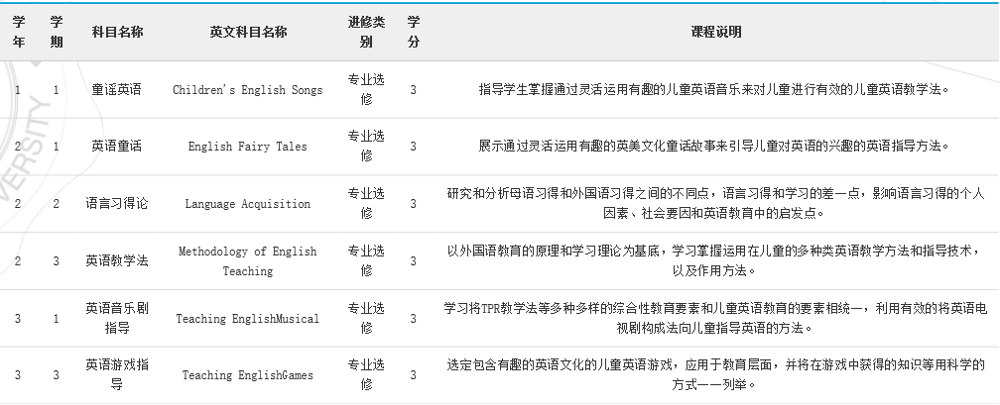 学年 学期 科目名称 英文科目名称 进修类别 学分 课程说明
1 1 童谣英语 Children's English Songs 专业选修 3 指导学生掌握通过灵活运用有趣的儿童英语音乐来对儿童进行有效的儿童英语教学法。
2 1 英语童话 English Fairy Tales 专业选修 3 展示通过灵活运用有趣的英美文化童话故事来引导儿童对英语的兴趣的英语指导方法。
2 2 语言习得论 Language Acquisition 专业选修 3 研究和分析母语习得和外国语习得之间的不同点，语言习得和学习的差一点，影响语言习得的个人
因素、社会要因和英语教育中的启发点。
2 3 英语教学法 Methodology of English Teaching 专业选修 3 以外国语教育的原理和学习理论为基底，学习掌握运用在儿童的多种类英语教学方法和指导技术，
以及作用方法。
3 1 英语音乐剧指导 Teaching EnglishMusical 专业选修 3 学习将TPR教学法等多种多样的综合性教育要素和儿童英语教育的要素相统一，利用有效的将英语电
视剧构成法向儿童指导英语的方法。
3 3 英语游戏指导 Teaching EnglishGames 专业选修 3 选定包含有趣的英语文化的儿童英语游戏，应用于教育层面，并将在游戏中获得的知识等用科学的
方式一一列举。
VERSITY